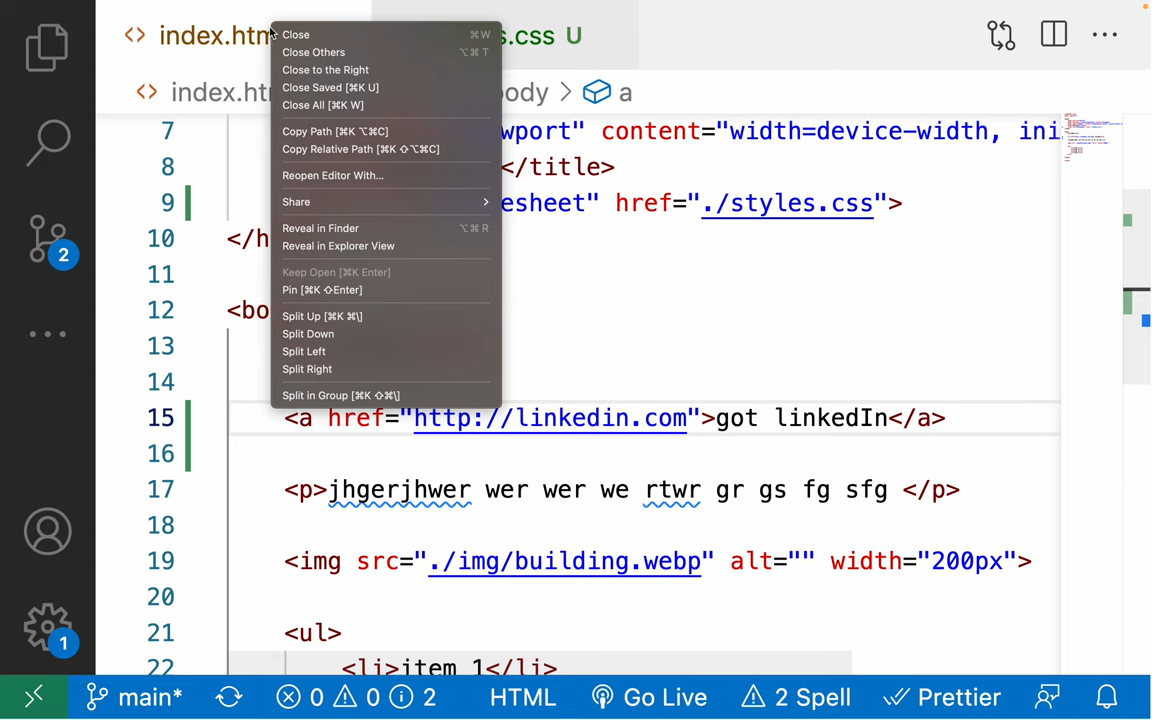 index.htm
s.css U
index.ht
body > a
Close ⌘W
Close Others ⌥⌘T
Close to the Right
Close Saved [⌘K U]
Close All [⌘K W]
Copy Path [⌘K ⌥⌘C]
Copy Relative Path [⌘K ⇧⌥⌘C]
Reopen Editor With...
Share >
Reveal in Finder ⌥⌘R
Reveal in Explorer View
Keep Open [⌘K Enter]
Pin [⌘K ⇧Enter]
Split Up [⌘K ⌘\]
Split Down
Split Left
Split Right
Split in Group [⌘K ⇧⌘\]
7 wport" content="width=device-width, ini
8 </title>
9 esheet" href="./styles.css">
10 </h
11
12 <bo
13
14
15 <a href="http://linkedin.com">got linkedIn</a>
16
17 <p>jhgerjhwer wer wer we rtwr gr gs fg sfg </p>
18
19 <img src="./img/building.webp" alt="" width="200px">
20
21 <ul>
22 <li>item 1</li>
2
1
main* 0 0 2 HTML Go Live 2 Spell Prettier